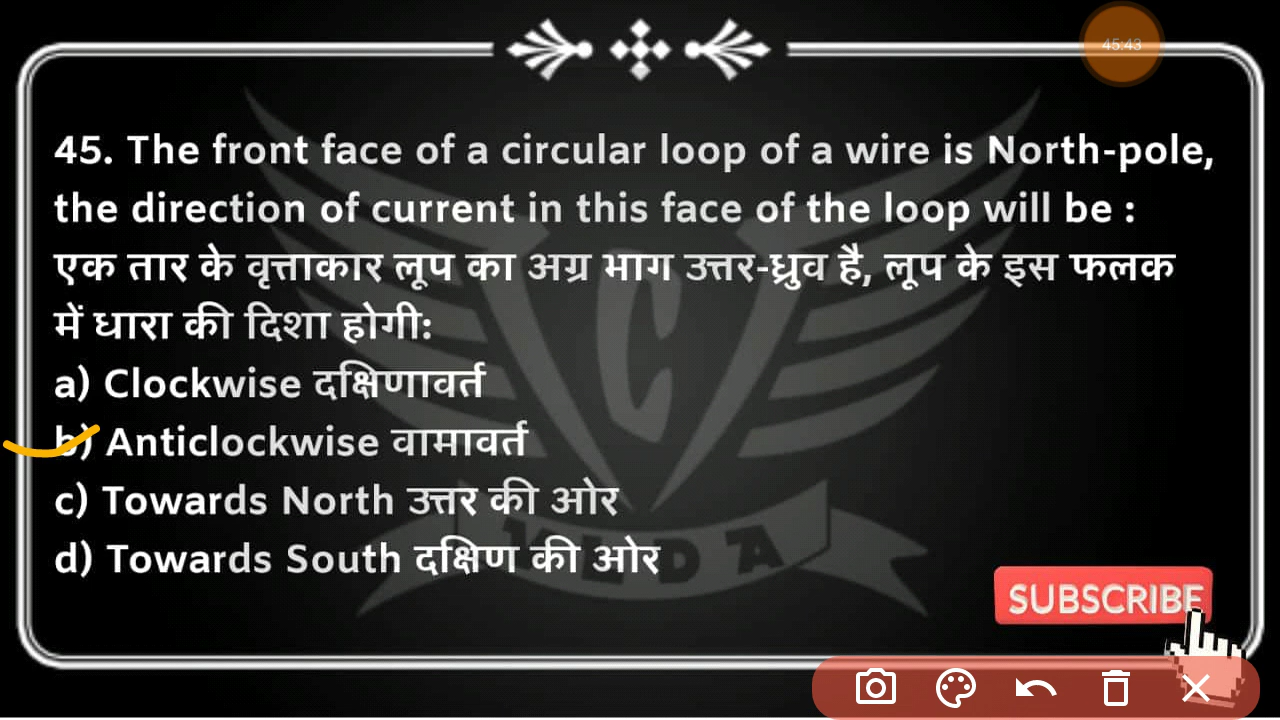 45:43
45. The front face of a circular loop of a wire is North-pole,
the direction of current in this face of the loop will be :
एक तार के वृत्ताकार लूप का अग्र भाग उत्तर-ध्रुव है, लूप के इस फलक
में धारा की दिशा होगी:
a) Clockwise दक्षिणावर्त
b) Anticlockwise वामावर्त
c) Towards North उत्तर की ओर
d) Towards South दक्षिण की ओर
SUBSCRIBE